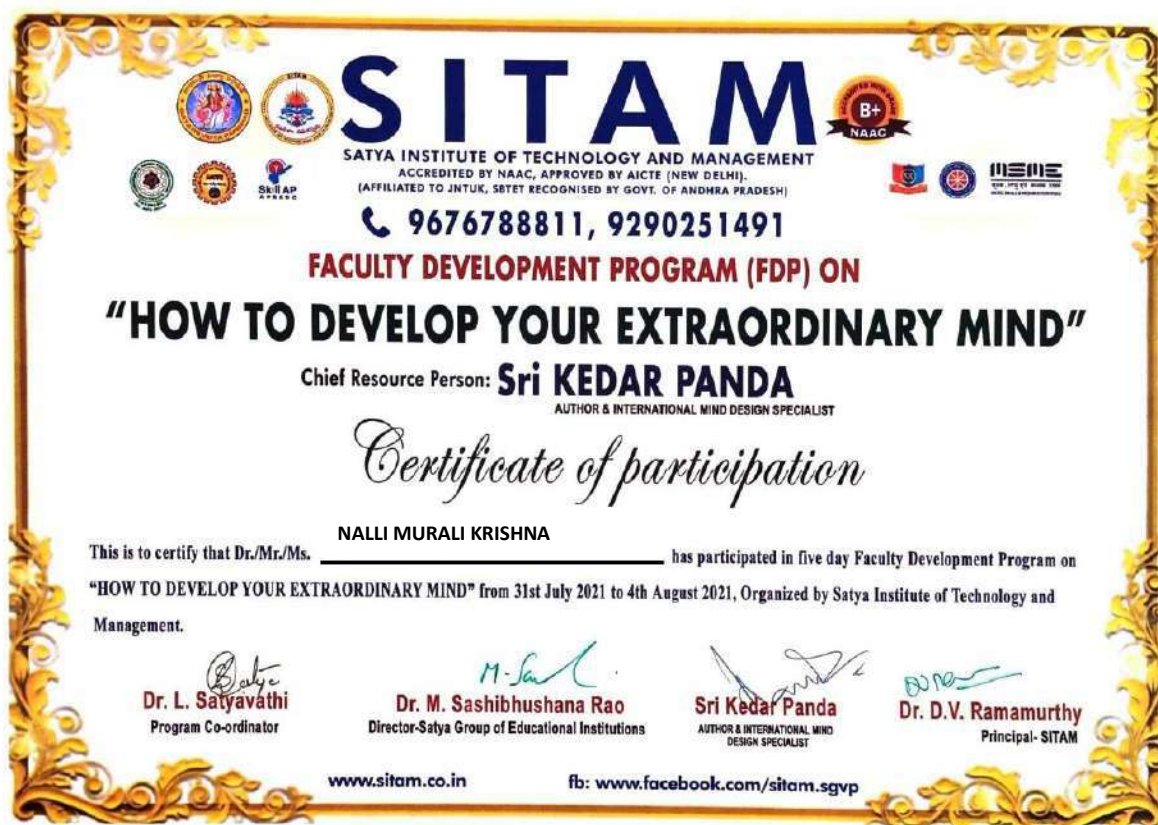 SITAM
SITAM
B+
NAAC
SATYA INSTITUTE OF TECHNOLOGY AND MANAGEMENT
ACCREDITED BY NAAC, APPROVED BY AICTE (NEW DELHI).
(AFFILIATED TO JNTUK, SBTET RECOGNISED BY GOVT. OF ANDHRA PRADESH)
Skill AP
MSME
9676788811, 9290251491
FACULTY DEVELOPMENT PROGRAM (FDP) ON
"HOW TO DEVELOP YOUR EXTRAORDINARY MIND"
Chief Resource Person: Sri KEDAR PANDA
AUTHOR & INTERNATIONAL MIND DESIGN SPECIALIST
Certificate of participation
NALLI MURALI KRISHNA
This is to certify that Dr./Mr./Ms. has participated in five day Faculty Development Program on
"HOW TO DEVELOP YOUR EXTRAORDINARY MIND" from 31st July 2021 to 4th August 2021, Organized by Satya Institute of Technology and
Management.
Dr. L. Satyavathi
Program Co-ordinator
Dr. M. Sashibhushana Rao
Director-Satya Group of Educational Institutions
Sri Kedar Panda
AUTHOR & INTERNATIONAL MIND
DESIGN SPECIALIST
Dr. D.V. Ramamurthy
Principal- SITAM
www.sitam.co.in
fb: www.facebook.com/sitam.sgvp